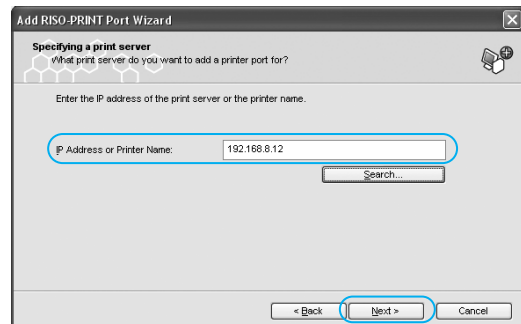 Add RISO-PRINT Port Wizard
Specifying a print server
What print server do you want to add a printer port for?
Enter the IP address of the print server or the printer name.
IP Address or Printer Name: 192.168.8.12
Search...
< Back Next > Cancel